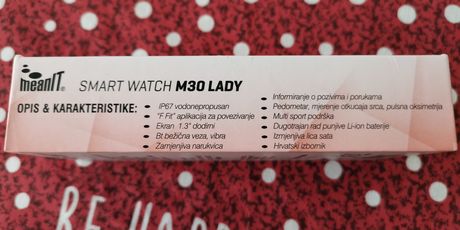 meanIT®
SMART WATCH M30 LADY
OPIS & KARAKTERISTIKE:
• IP67 vodonepropusan
• "F Fit" aplikacija za povezivanje
• Ekran 1.3" dodirni
• Bt bežična veza, vibra
• Zamjenjiva narukvica
• Informiranje o pozivima i porukama
• Pedometar, mjerenje otkucaja srca, pulsna oksimetrija
• Multi sport podrška
• Dugotrajan rad punjive Li-ion baterije
• Izmjenjiva lica sata
• Hrvatski izbornik
BE HAPP